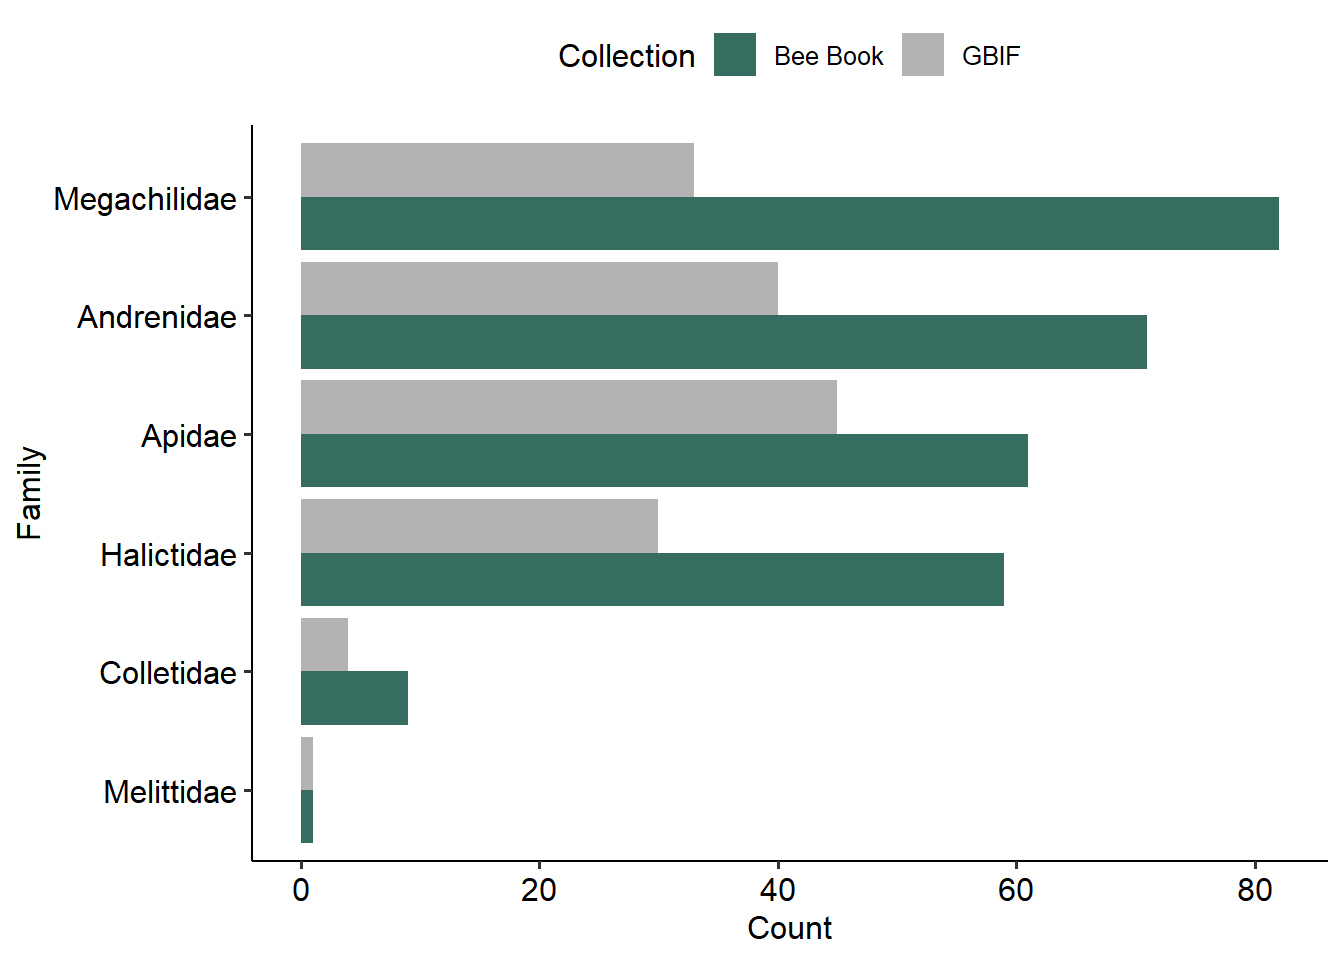 Collection Bee Book GBIF
Megachilidae
Andrenidae
Apidae
Halictidae
Colletidae
Melittidae
Family
0 20 40 60 80
Count